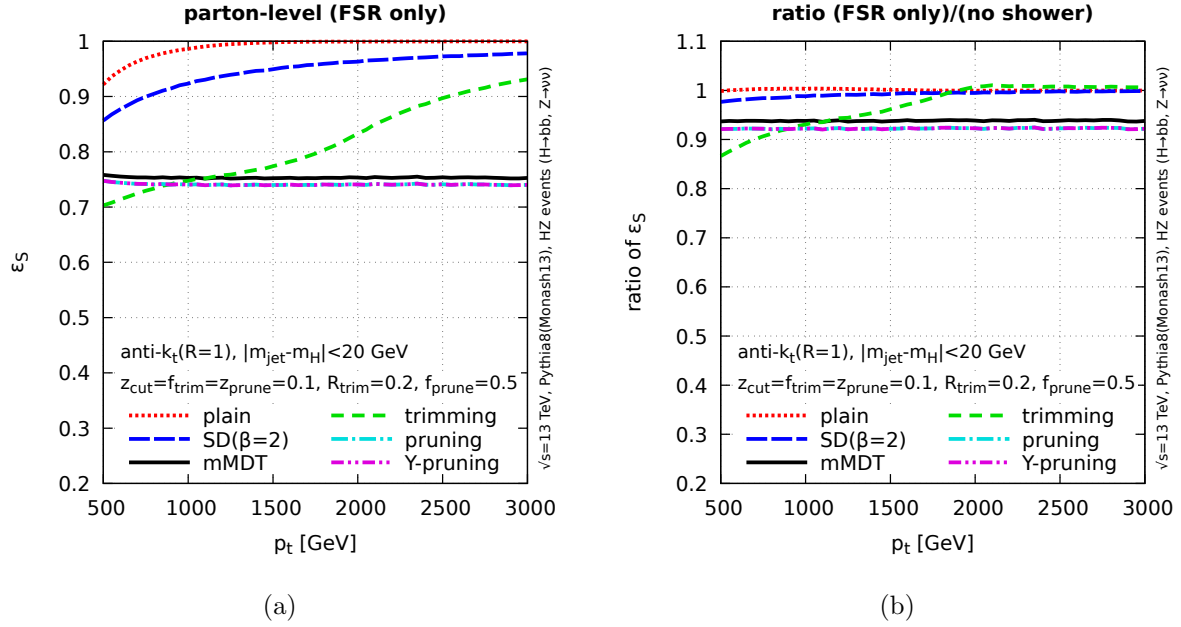 parton-level (FSR only)
1
0.9
0.8
0.7
0.6
0.5
0.4
0.3
0.2
εS
anti-kt(R=1), |mjet-mH|<20 GeV
zcut=ftrim=zprune=0.1, Rtrim=0.2, fprune=0.5
plain trimming
SD(β=2) pruning
mMDT Y-pruning
500 1000 1500 2000 2500 3000
pt [GeV]
√s=13 TeV, Pythia8(Monash13), HZ events (H→bb, Z→νν)
(a)
ratio (FSR only)/(no shower)
1.1
1
0.9
0.8
0.7
0.6
0.5
0.4
0.3
0.2
ratio of εS
anti-kt(R=1), |mjet-mH|<20 GeV
zcut=ftrim=zprune=0.1, Rtrim=0.2, fprune=0.5
plain trimming
SD(β=2) pruning
mMDT Y-pruning
500 1000 1500 2000 2500 3000
pt [GeV]
√s=13 TeV, Pythia8(Monash13), HZ events (H→bb, Z→νν)
(b)